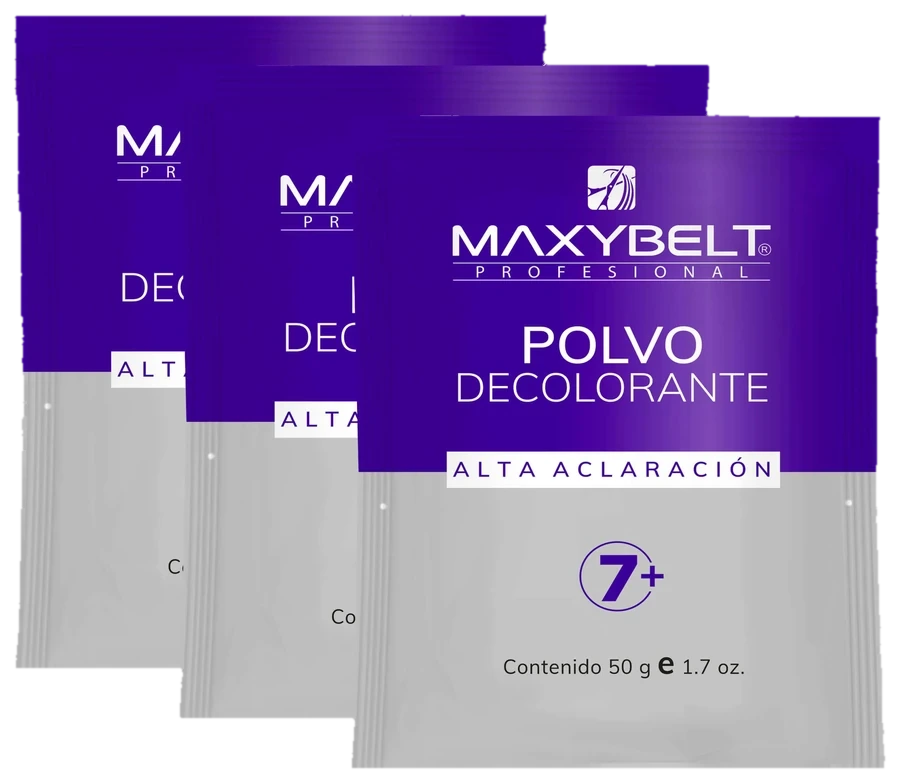 MAXYBELT®
PROFESIONAL
POLVO
DECOLORANTE
ALTA ACLARACIÓN
7+
Contenido 50 g e 1.7 oz.